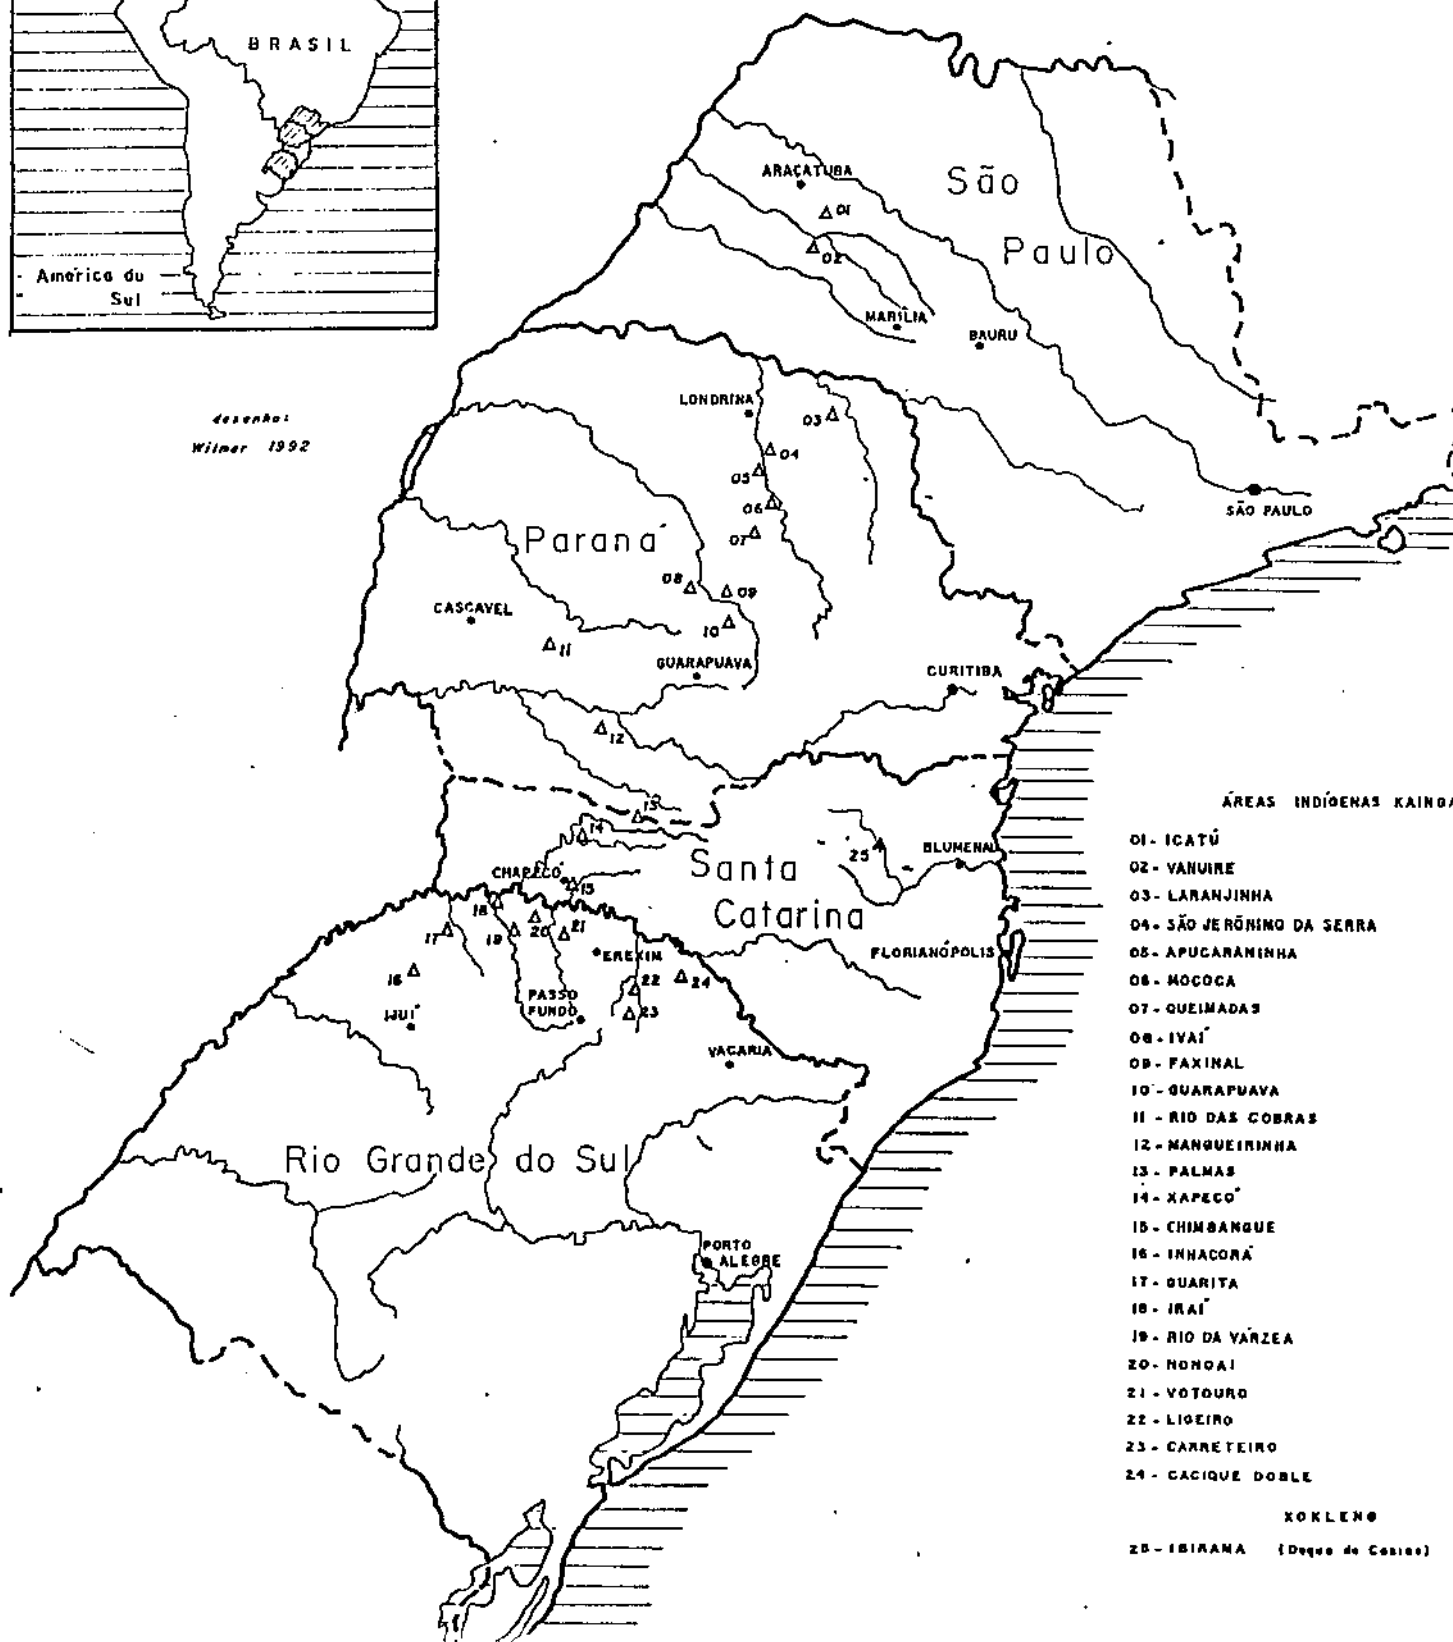 BRASIL
América du
Sul
desenho:
Wilmer 1992
ARAÇATUBA
São
Paulo
01
02
MARÍLIA
BAURU
LONDRINA
03
04
05
06
SÃO PAULO
Paraná
07
08
09
CASCAVEL
10
11
GUARAPUAVA
CURITIBA
12
13
14
Santa
Catarina
25
BLUMENAU
CHAPECÓ
15
18
17
19
20
21
EREXIM
FLORIANÓPOLIS
16
22
24
PASSO
FUNDO
23
IJUÍ
VACARIA
Rio Grande do Sul
PORTO
ALEGRE
ÁREAS INDÍGENAS KAINGA
01- ICATÚ
02- VANUIRE
03- LARANJINHA
04- SÃO JERÔNIMO DA SERRA
05- APUCARANINHA
06- MOCOCA
07- QUEIMADAS
08- IVAÍ
09- FAXINAL
10- GUARAPUAVA
11 - RIO DAS COBRAS
12- MANGUEIRINHA
13- PALMAS
14- XAPECÓ
15- CHIMBANGUE
16- INHACORÁ
17- GUARITA
18- IRAÍ
19- RIO DA VÁRZEA
20- NONOAI
21- VOTOURO
22- LIGEIRO
23- CARRETEIRO
24- CACIQUE DOBLE
XOKLENG
25- IBIRAMA (Duque de Caxias)